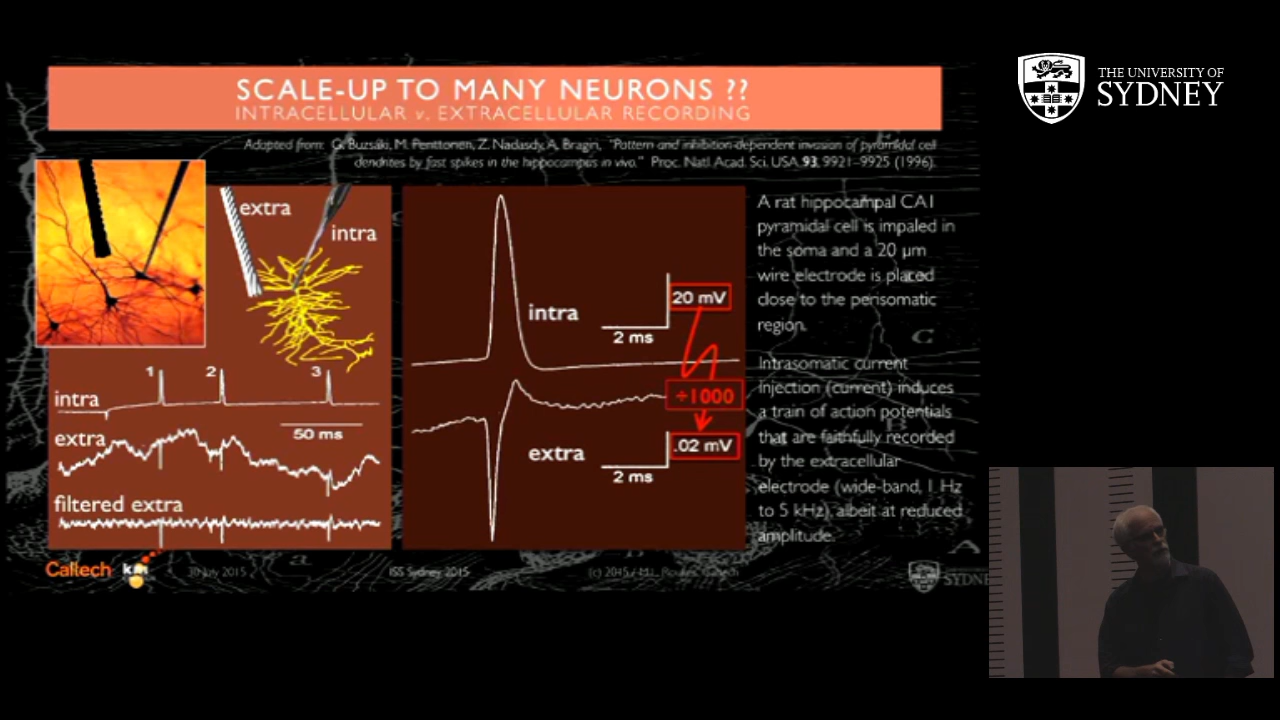 SCALE-UP TO MANY NEURONS ??
INTRACELLULAR v. EXTRACELLULAR RECORDING
THE UNIVERSITY OF
SYDNEY
Adapted from: G. Buzsáki, M. Penttonen, Z. Nadasdy, A. Bragin, "Pattern and inhibition-dependent invasion of pyramidal cell
dendrites by fast spikes in the hippocampus in vivo." Proc. Natl. Acad. Sci. USA 93, 9921–9925 (1996).
extra
intra
1 2 3
intra
50 ms
extra
filtered extra
intra
20 mV
2 ms
÷1000
extra
.02 mV
2 ms
A rat hippocampal CA1
pyramidal cell is impaled in
the soma and a 20 µm
wire electrode is placed
close to the perisomatic
region.
Intrasomatic current
injection (current) induces
a train of action potentials
that are faithfully recorded
by the extracellular
electrode (wide-band, 1 Hz
to 5 kHz), albeit at reduced
amplitude.
C
B
A
Caltech
30 July 2015
ISS Sydney 2015
(c) 2015 / M.L. Roukes, Caltech